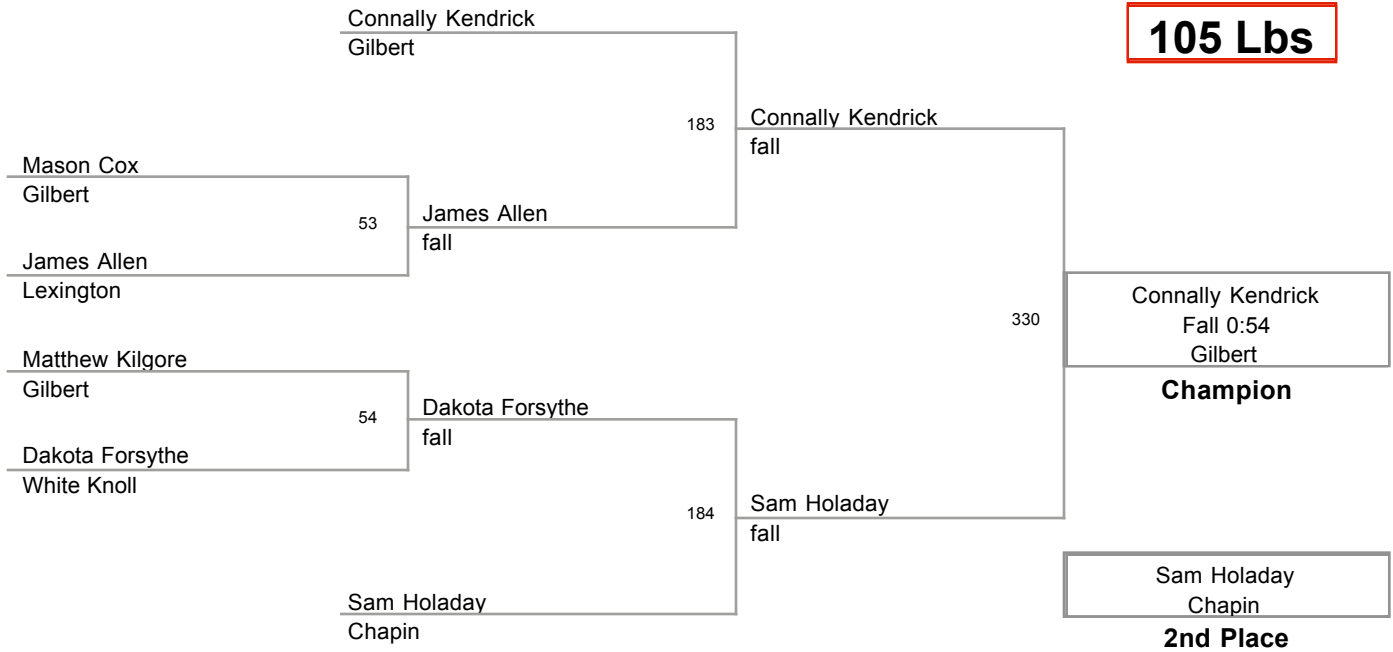 Connally Kendrick
Gilbert
105 Lbs
183
Connally Kendrick
fall
Mason Cox
Gilbert
53
James Allen
fall
James Allen
Lexington
330
Connally Kendrick
Fall 0:54
Gilbert
Champion
Matthew Kilgore
Gilbert
54
Dakota Forsythe
fall
Dakota Forsythe
White Knoll
184
Sam Holaday
fall
Sam Holaday
Chapin
Sam Holaday
Chapin
2nd Place